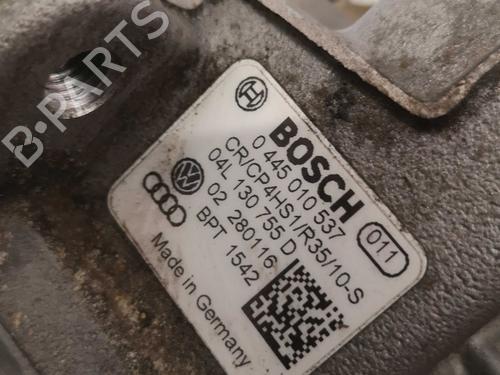 B-PARTS
BOSCH
0 445 010 537
011
CR/CP4HS1/R35/10-S
04L 130 755 D
02 280116
BPT 1542
Made in Germany